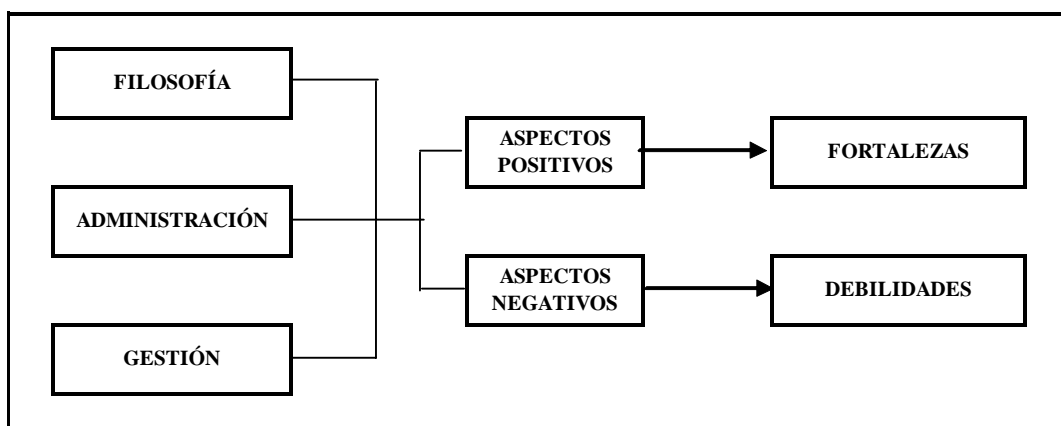 FILOSOFÍA
ADMINISTRACIÓN
GESTIÓN
ASPECTOS
POSITIVOS
ASPECTOS
NEGATIVOS
FORTALEZAS
DEBILIDADES